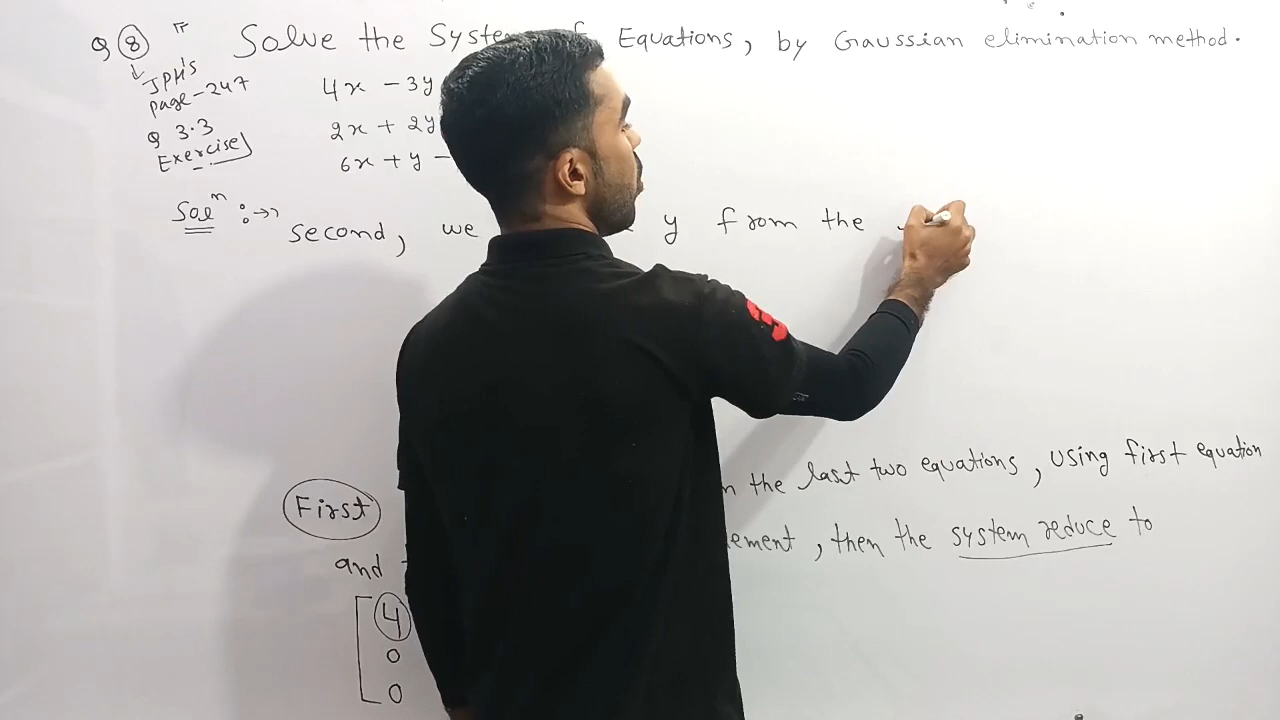 Q 8 Solve the System of Equations, by Gaussian elimination method.
JPH's
page-247
Q 3.3
Exercise
4x - 3y
2x + 2y
6x + y -
Solⁿ :→ second, we y from the
First the last two equations, using first equation
and , then the system reduce to
4
0
0